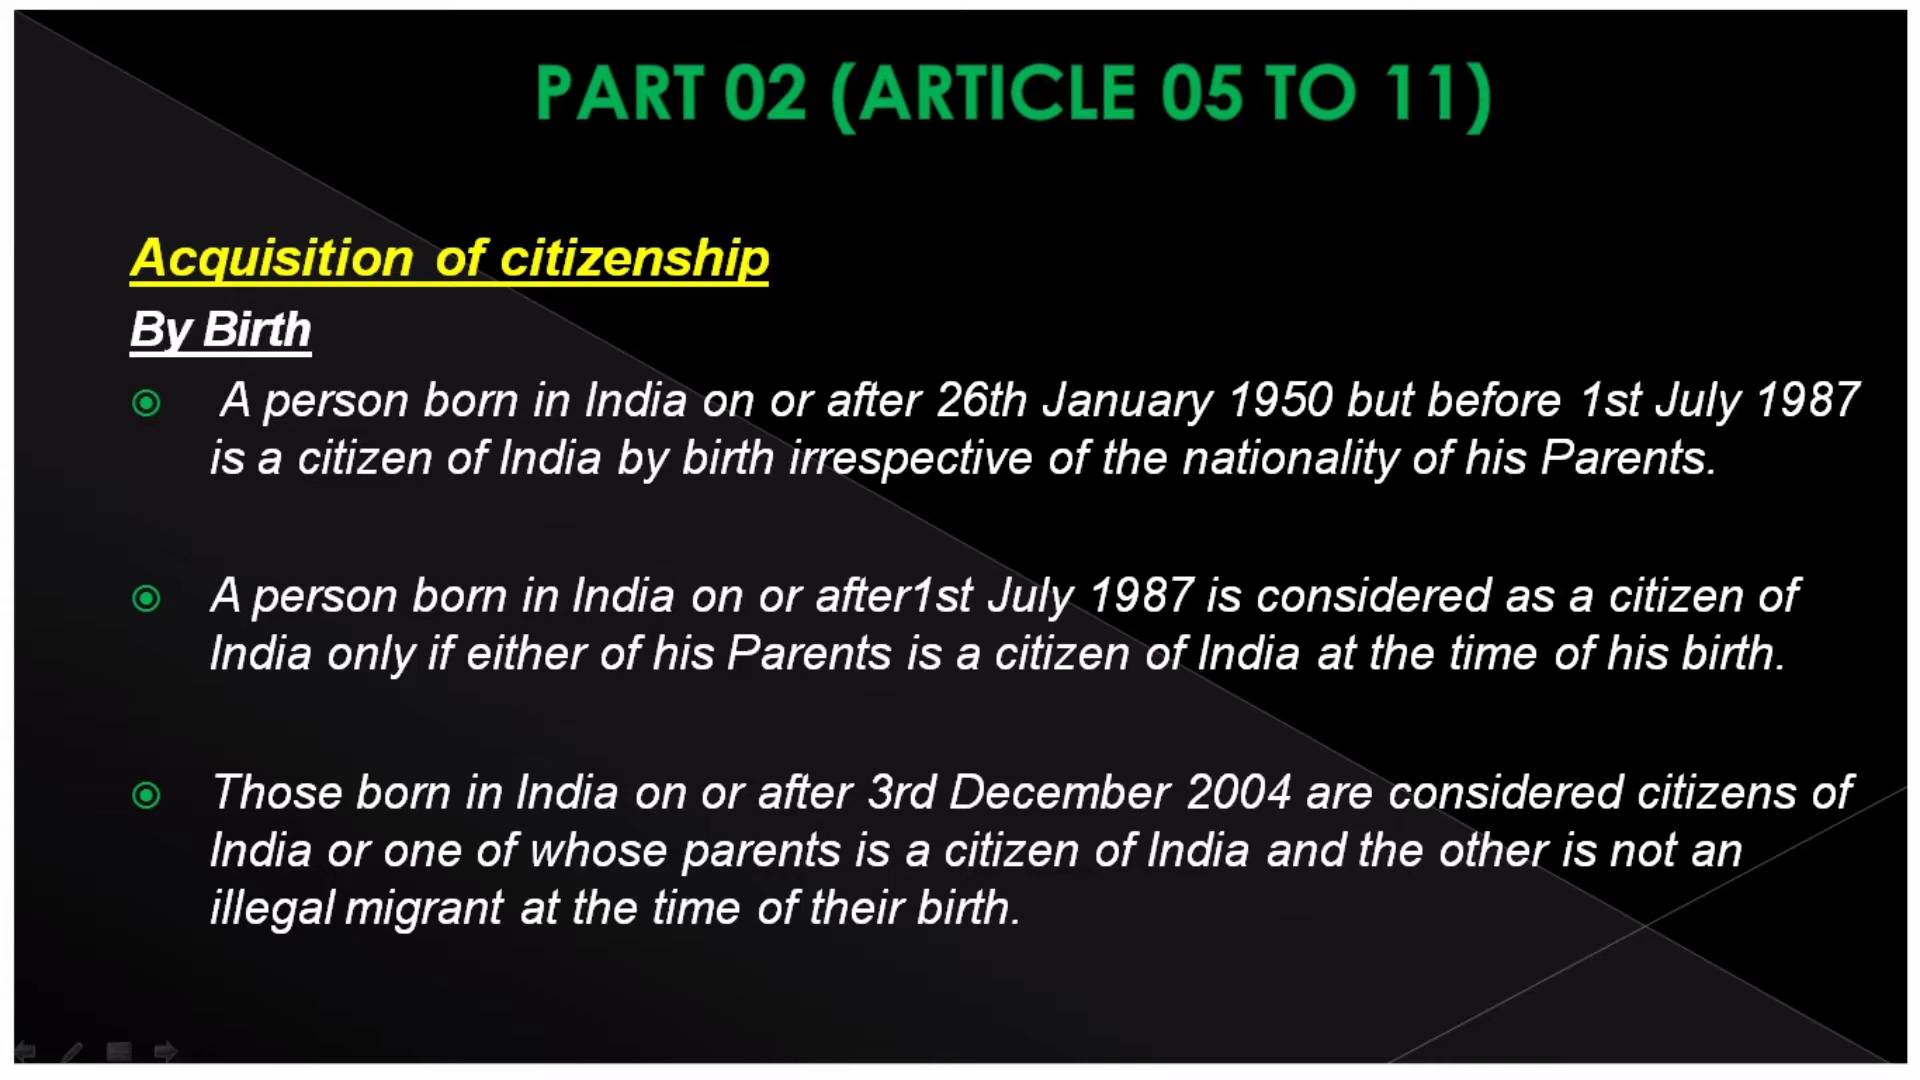 PART 02 (ARTICLE 05 TO 11)
Acquisition of citizenship
By Birth
A person born in India on or after 26th January 1950 but before 1st July 1987
is a citizen of India by birth irrespective of the nationality of his Parents.
A person born in India on or after1st July 1987 is considered as a citizen of
India only if either of his Parents is a citizen of India at the time of his birth.
Those born in India on or after 3rd December 2004 are considered citizens of
India or one of whose parents is a citizen of India and the other is not an
illegal migrant at the time of their birth.